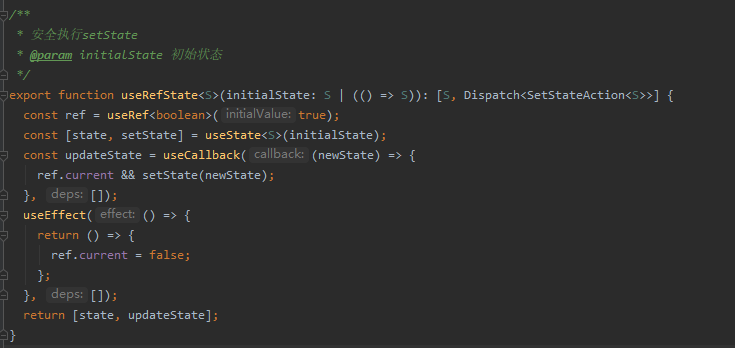 /**
 * 安全执行setState
 * @param initialState 初始状态
 */
export function useRefState<S>(initialState: S | (() => S)): [S, Dispatch<SetStateAction<S>>] {
  const ref = useRef<boolean>( initialValue: true);
  const [state, setState] = useState<S>(initialState);
  const updateState = useCallback( callback: (newState) => {
    ref.current && setState(newState);
  }, deps: []);
  useEffect( effect: () => {
    return () => {
      ref.current = false;
    };
  }, deps: []);
  return [state, updateState];
}